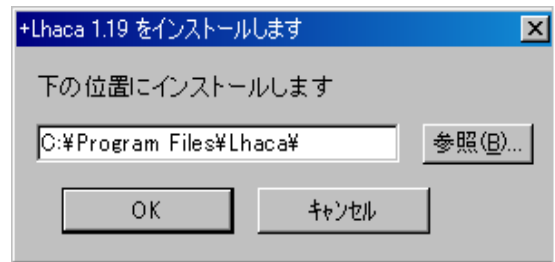 +Lhaca 1.19 をインストールします
下の位置にインストールします
C:¥Program Files¥Lhaca¥
参照(B)...
OK
キャンセル